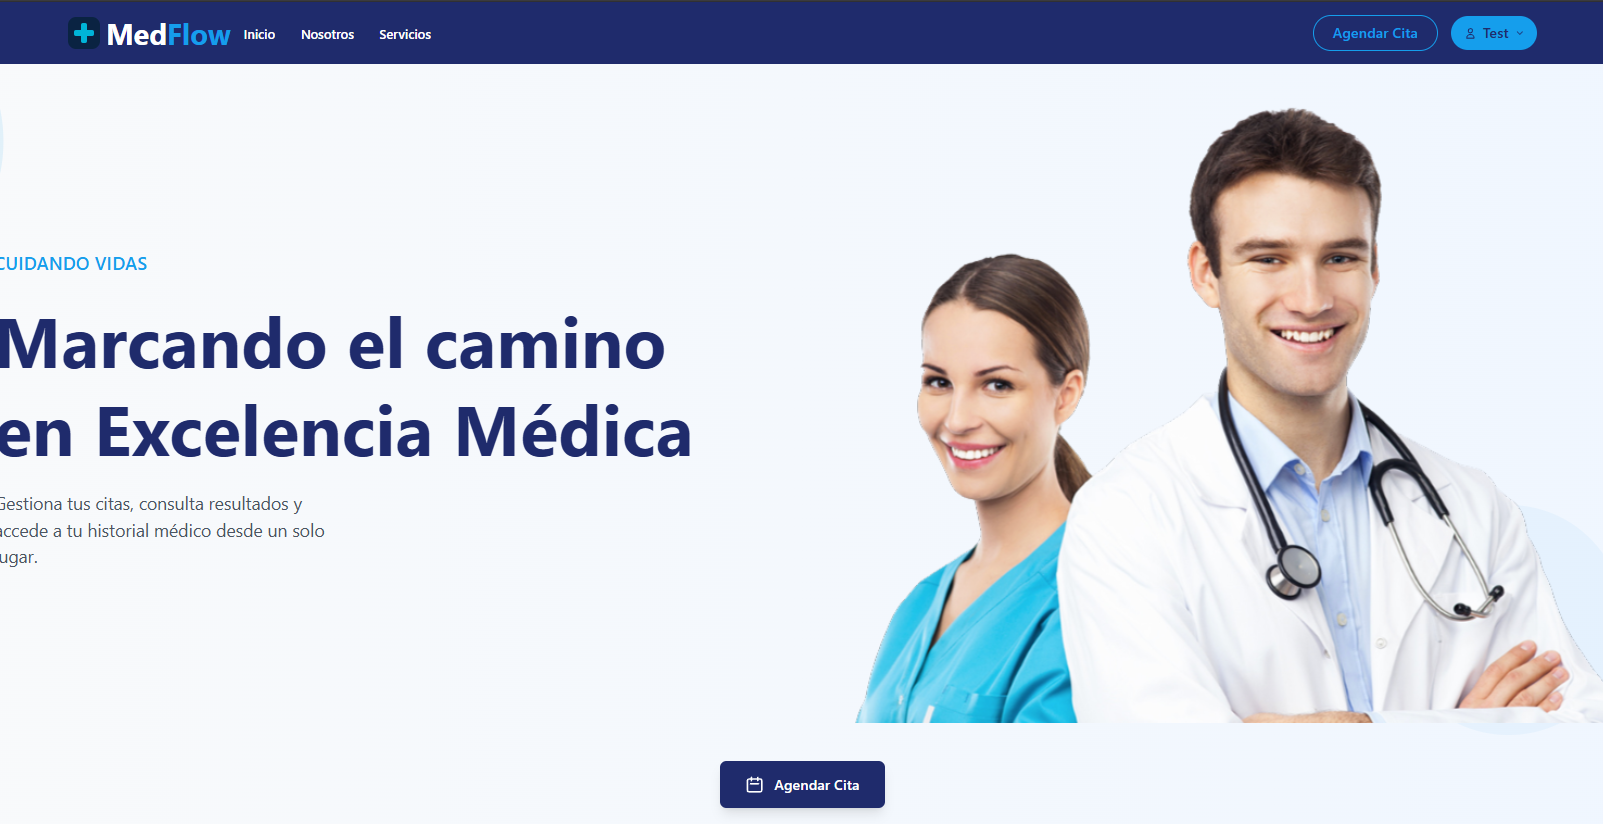 MedFlow
Inicio
Nosotros
Servicios
Agendar Cita
Test
CUIDANDO VIDAS
Marcando el camino
en Excelencia Médica
Gestiona tus citas, consulta resultados y
accede a tu historial médico desde un solo
lugar.
Agendar Cita